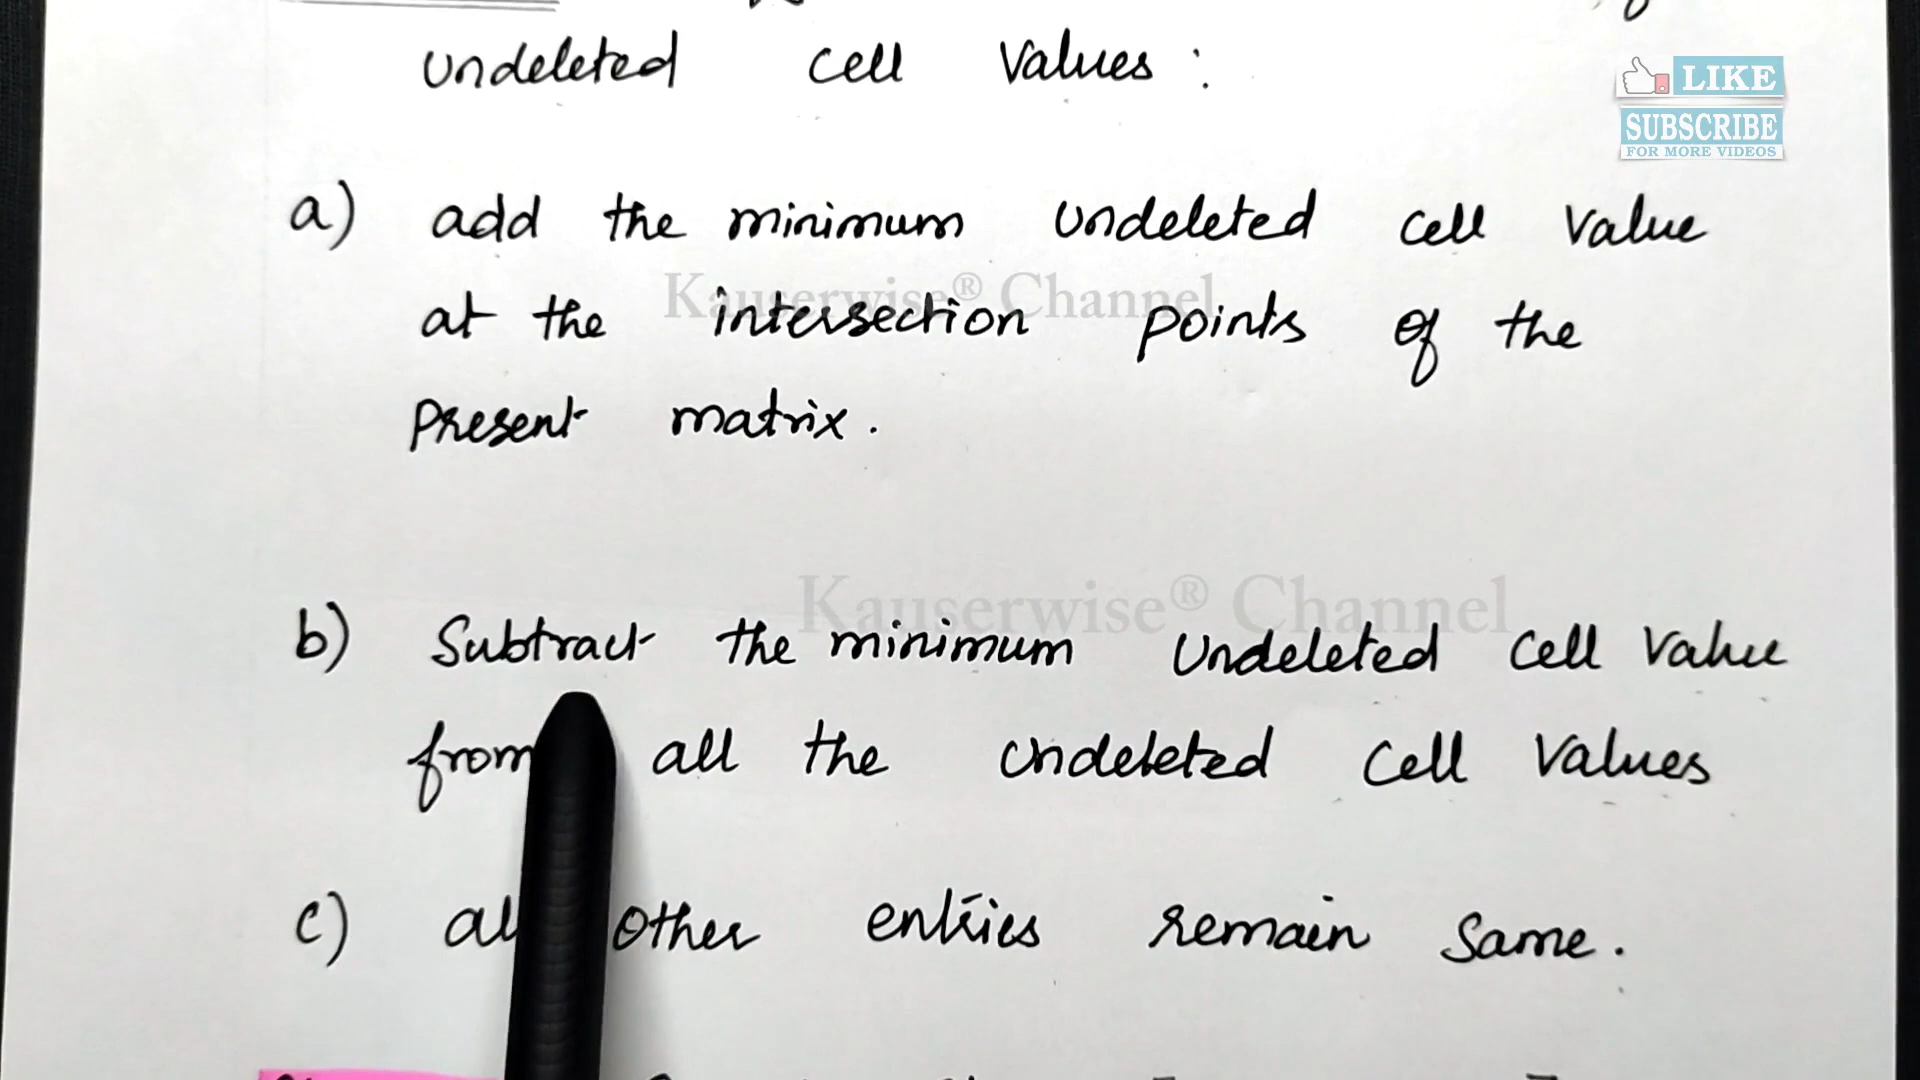 undeleted cell values :
LIKE
SUBSCRIBE
FOR MORE VIDEOS
a) add the minimum undeleted cell value
Kauserwise® Channel
at the intersection points of the
present matrix.
Kauserwise® Channel
b) Subtract the minimum undeleted cell value
from all the undeleted cell values
c) al other entries remain same.